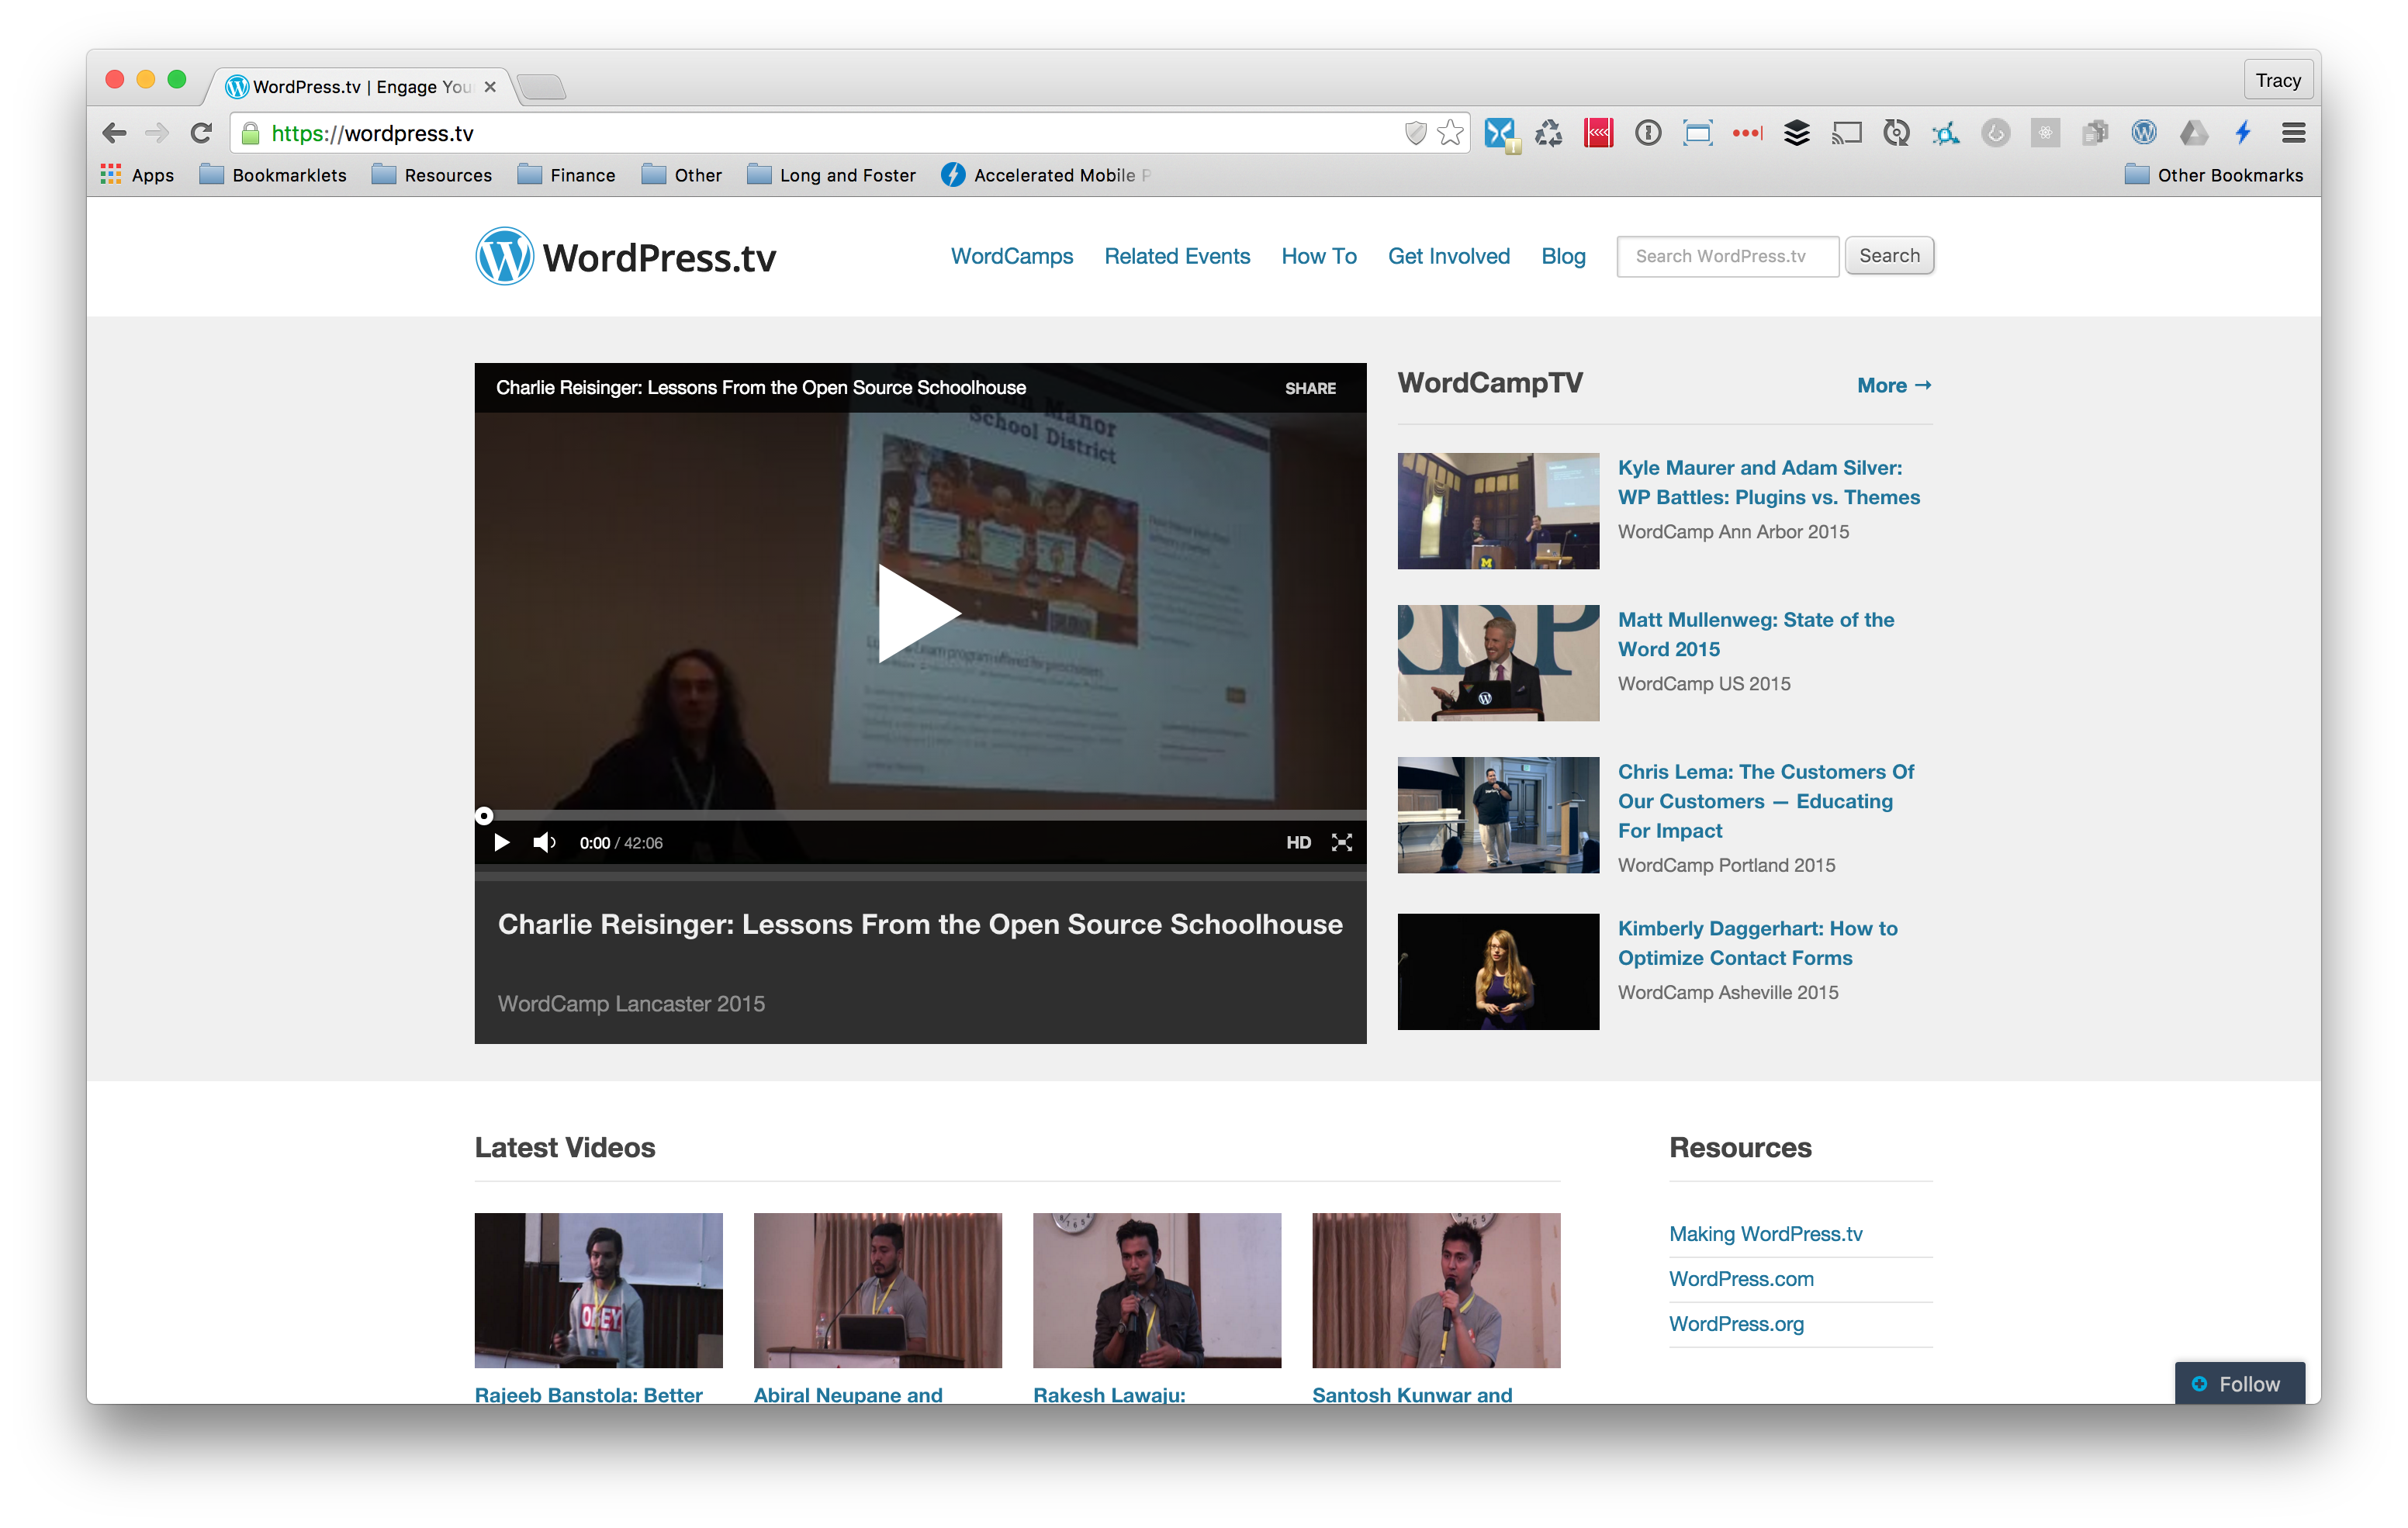 WordPress.tv | Engage You
Tracy
https://wordpress.tv
Apps
Bookmarklets
Resources
Finance
Other
Long and Foster
Accelerated Mobile P
Other Bookmarks
WordPress.tv
WordCamps
Related Events
How To
Get Involved
Blog
Search WordPress.tv
Search
Charlie Reisinger: Lessons From the Open Source Schoolhouse
SHARE
Manor
School District
0:00 / 42:06
HD
Charlie Reisinger: Lessons From the Open Source Schoolhouse
WordCamp Lancaster 2015
WordCampTV
More →
Kyle Maurer and Adam Silver:
WP Battles: Plugins vs. Themes
WordCamp Ann Arbor 2015
Matt Mullenweg: State of the
Word 2015
WordCamp US 2015
Chris Lema: The Customers Of
Our Customers — Educating
For Impact
WordCamp Portland 2015
Kimberly Daggerhart: How to
Optimize Contact Forms
WordCamp Asheville 2015
Latest Videos
OBEY
Rajeeb Banstola: Better
Abiral Neupane and
Rakesh Lawaju:
Santosh Kunwar and
Resources
Making WordPress.tv
WordPress.com
WordPress.org
Follow